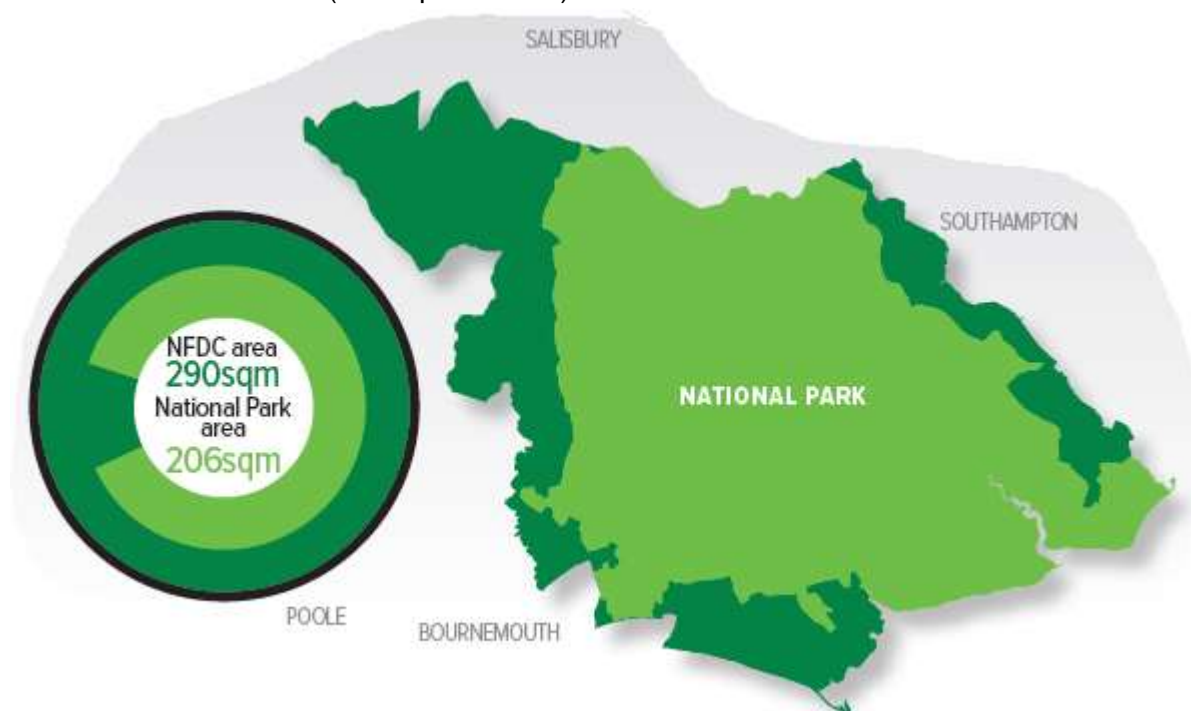 SALISBURY
SOUTHAMPTON
NFDC area
290sqm
National Park
area
206sqm
NATIONAL PARK
POOLE
BOURNEMOUTH